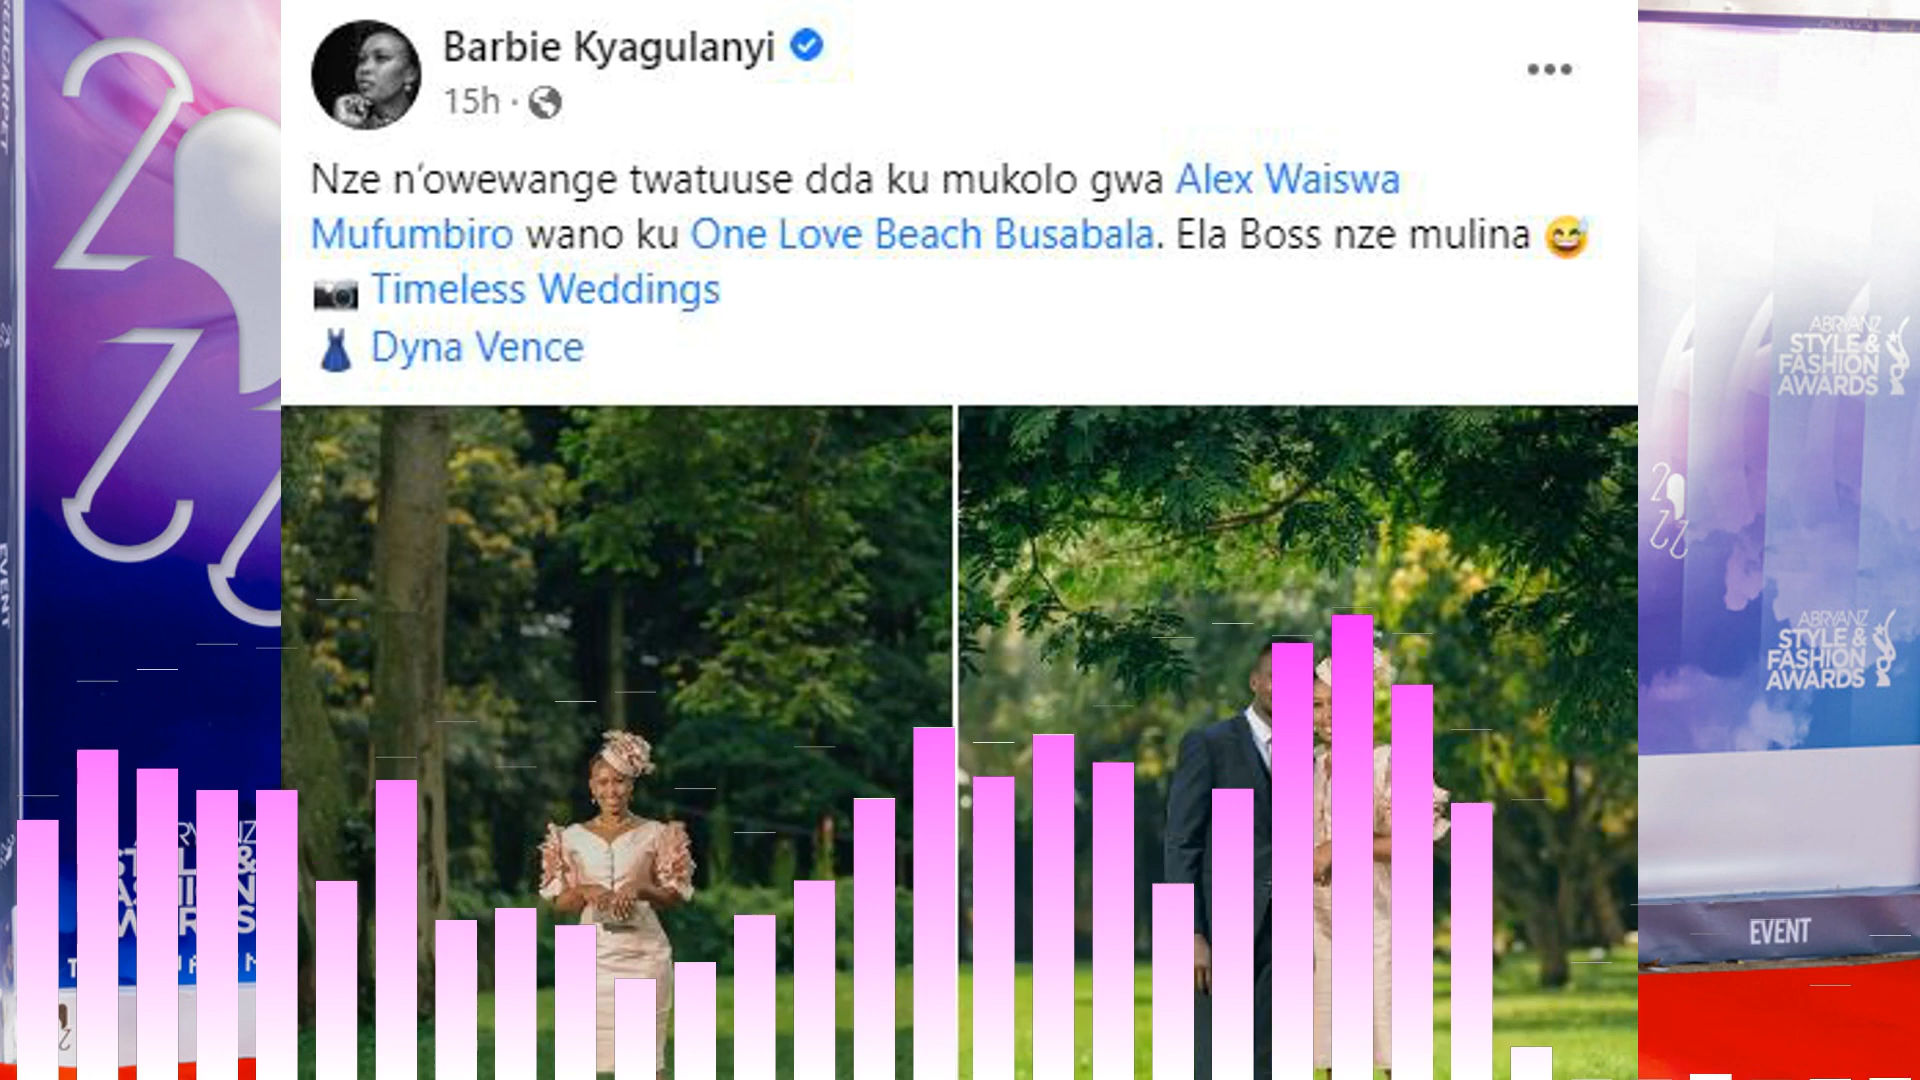 Barbie Kyagulanyi
15h ·
Nze n'owewange twatuuse dda ku mukolo gwa Alex Waiswa
Mufumbiro wano ku One Love Beach Busabala. Ela Boss nze mulina 😅
📷 Timeless Weddings
👗 Dyna Vence
EVENT
ABRYANZ
STYLE &
FASHION
AWARDS
ABRYANZ
STYLE &
FASHION
AWARDS
EVENT